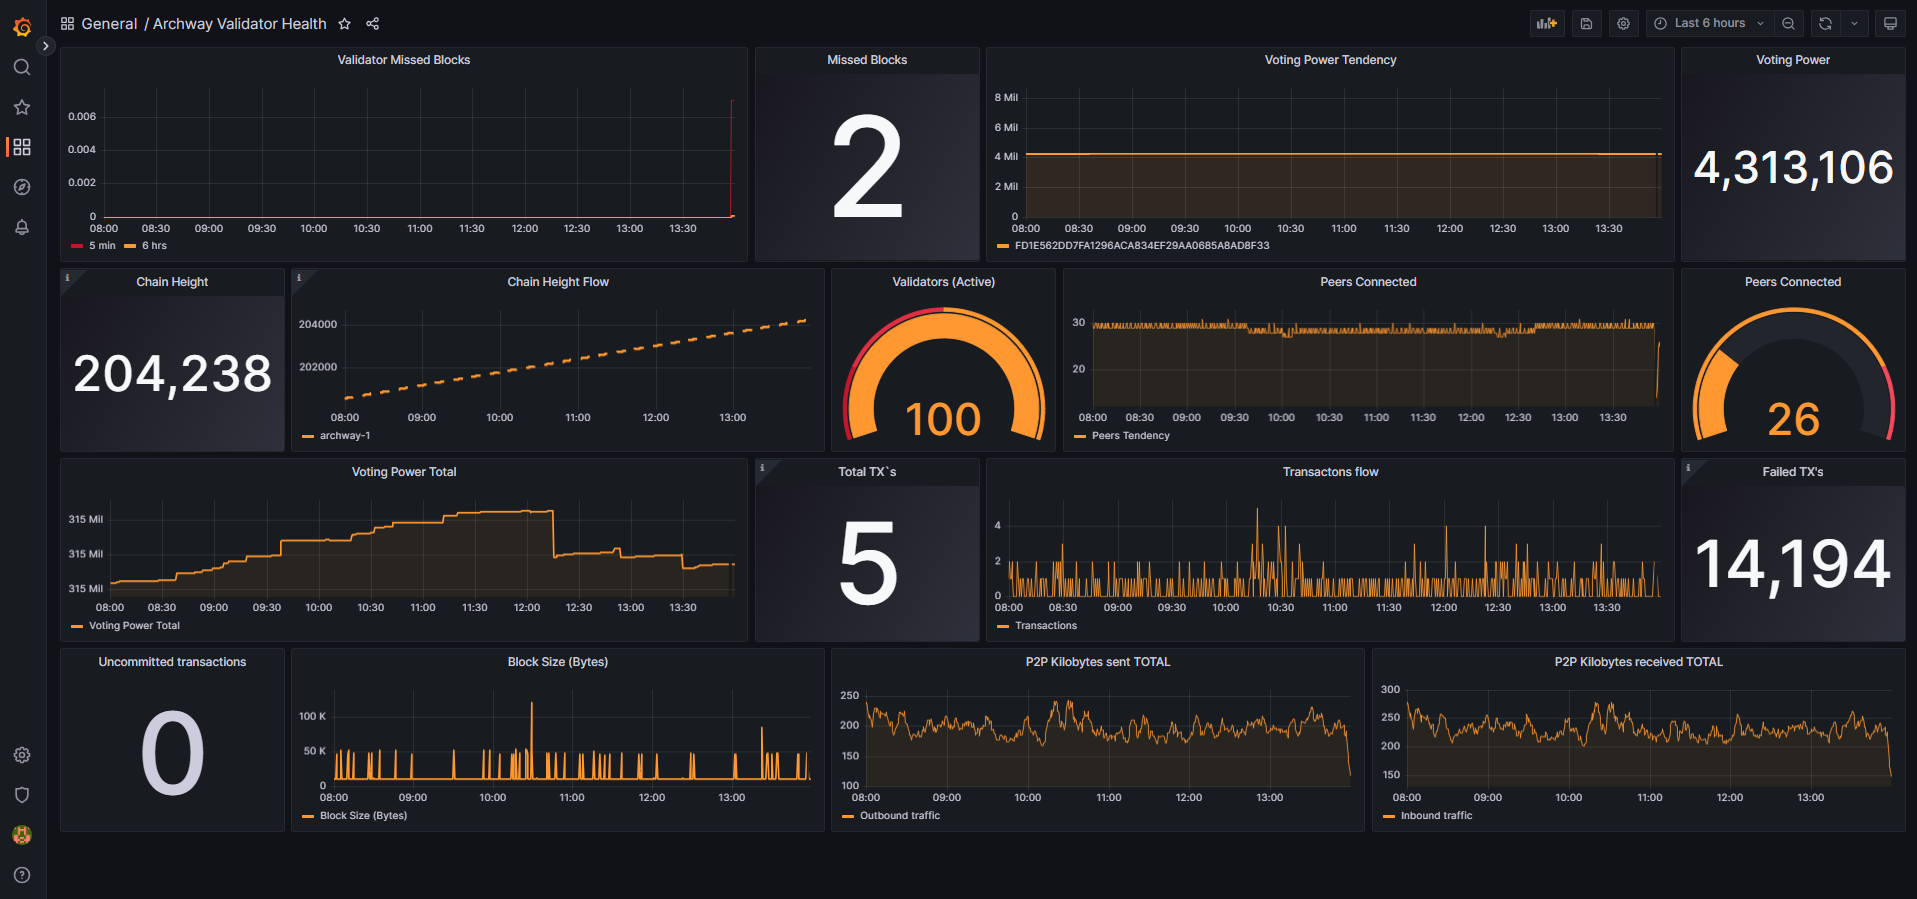 General / Archway Validator Health
Last 6 hours
Validator Missed Blocks
0.006
0.004
0.002
0
08:00 08:30 09:00 09:30 10:00 10:30 11:00 11:30 12:00 12:30 13:00 13:30
5 min 6 hrs
Missed Blocks
2
Voting Power Tendency
8 Mil
6 Mil
4 Mil
2 Mil
0
08:00 08:30 09:00 09:30 10:00 10:30 11:00 11:30 12:00 12:30 13:00 13:30
FD1E562DD7FA1296ACA834EF29AA0685A8AD8F33
Voting Power
4,313,106
Chain Height
204,238
Chain Height Flow
204000
202000
08:00 09:00 10:00 11:00 12:00 13:00
archway-1
Validators (Active)
100
Peers Connected
30
20
08:00 08:30 09:00 09:30 10:00 10:30 11:00 11:30 12:00 12:30 13:00 13:30
Peers Tendency
Peers Connected
26
Voting Power Total
315 Mil
315 Mil
315 Mil
08:00 08:30 09:00 09:30 10:00 10:30 11:00 11:30 12:00 12:30 13:00 13:30
Voting Power Total
Total TX`s
5
Transactons flow
4
2
0
08:00 08:30 09:00 09:30 10:00 10:30 11:00 11:30 12:00 12:30 13:00 13:30
Transactions
Failed TX's
14,194
Uncommitted transactions
0
Block Size (Bytes)
100 K
50 K
0
08:00 09:00 10:00 11:00 12:00 13:00
Block Size (Bytes)
P2P Kilobytes sent TOTAL
250
200
150
100
08:00 09:00 10:00 11:00 12:00 13:00
Outbound traffic
P2P Kilobytes received TOTAL
300
250
200
150
08:00 09:00 10:00 11:00 12:00 13:00
Inbound traffic